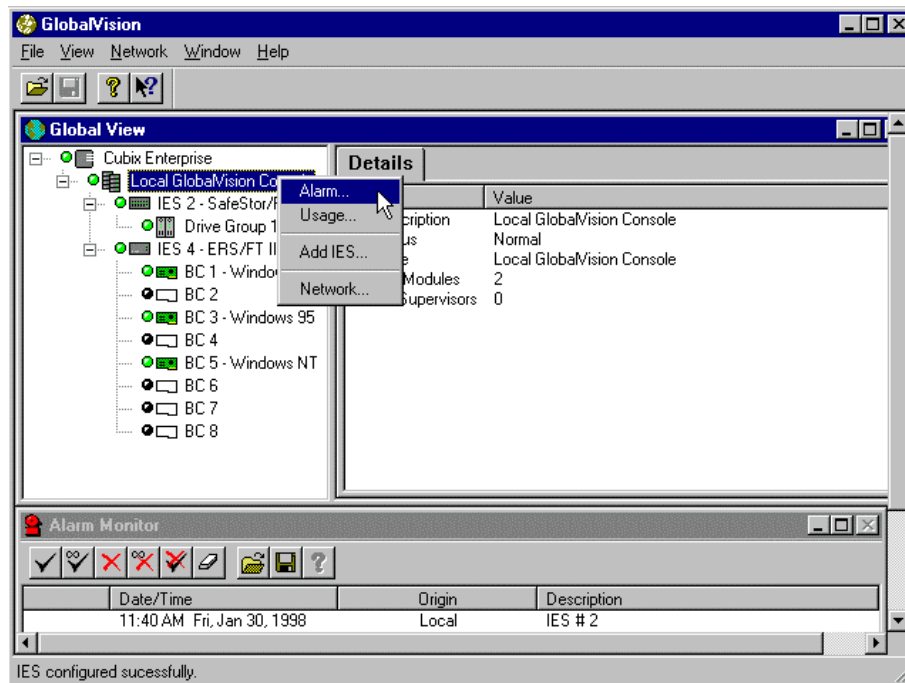 GlobalVision
File View Network Window Help
Global View
Cubix Enterprise
Local GlobalVision Co
IES 2 - SafeStor/
Drive Group 1
IES 4 - ERS/FT II
BC 1 - Windo
BC 2
BC 3 - Windows 95
BC 4
BC 5 - Windows NT
BC 6
BC 7
BC 8
Alarm...
Usage...
Add IES...
Network...
Details
Value
cription Local GlobalVision Console
us Normal
e Local GlobalVision Console
Modules 2
Supervisors 0
Alarm Monitor
Date/Time Origin Description
11:40 AM Fri, Jan 30, 1998 Local IES # 2
IES configured sucessfully.